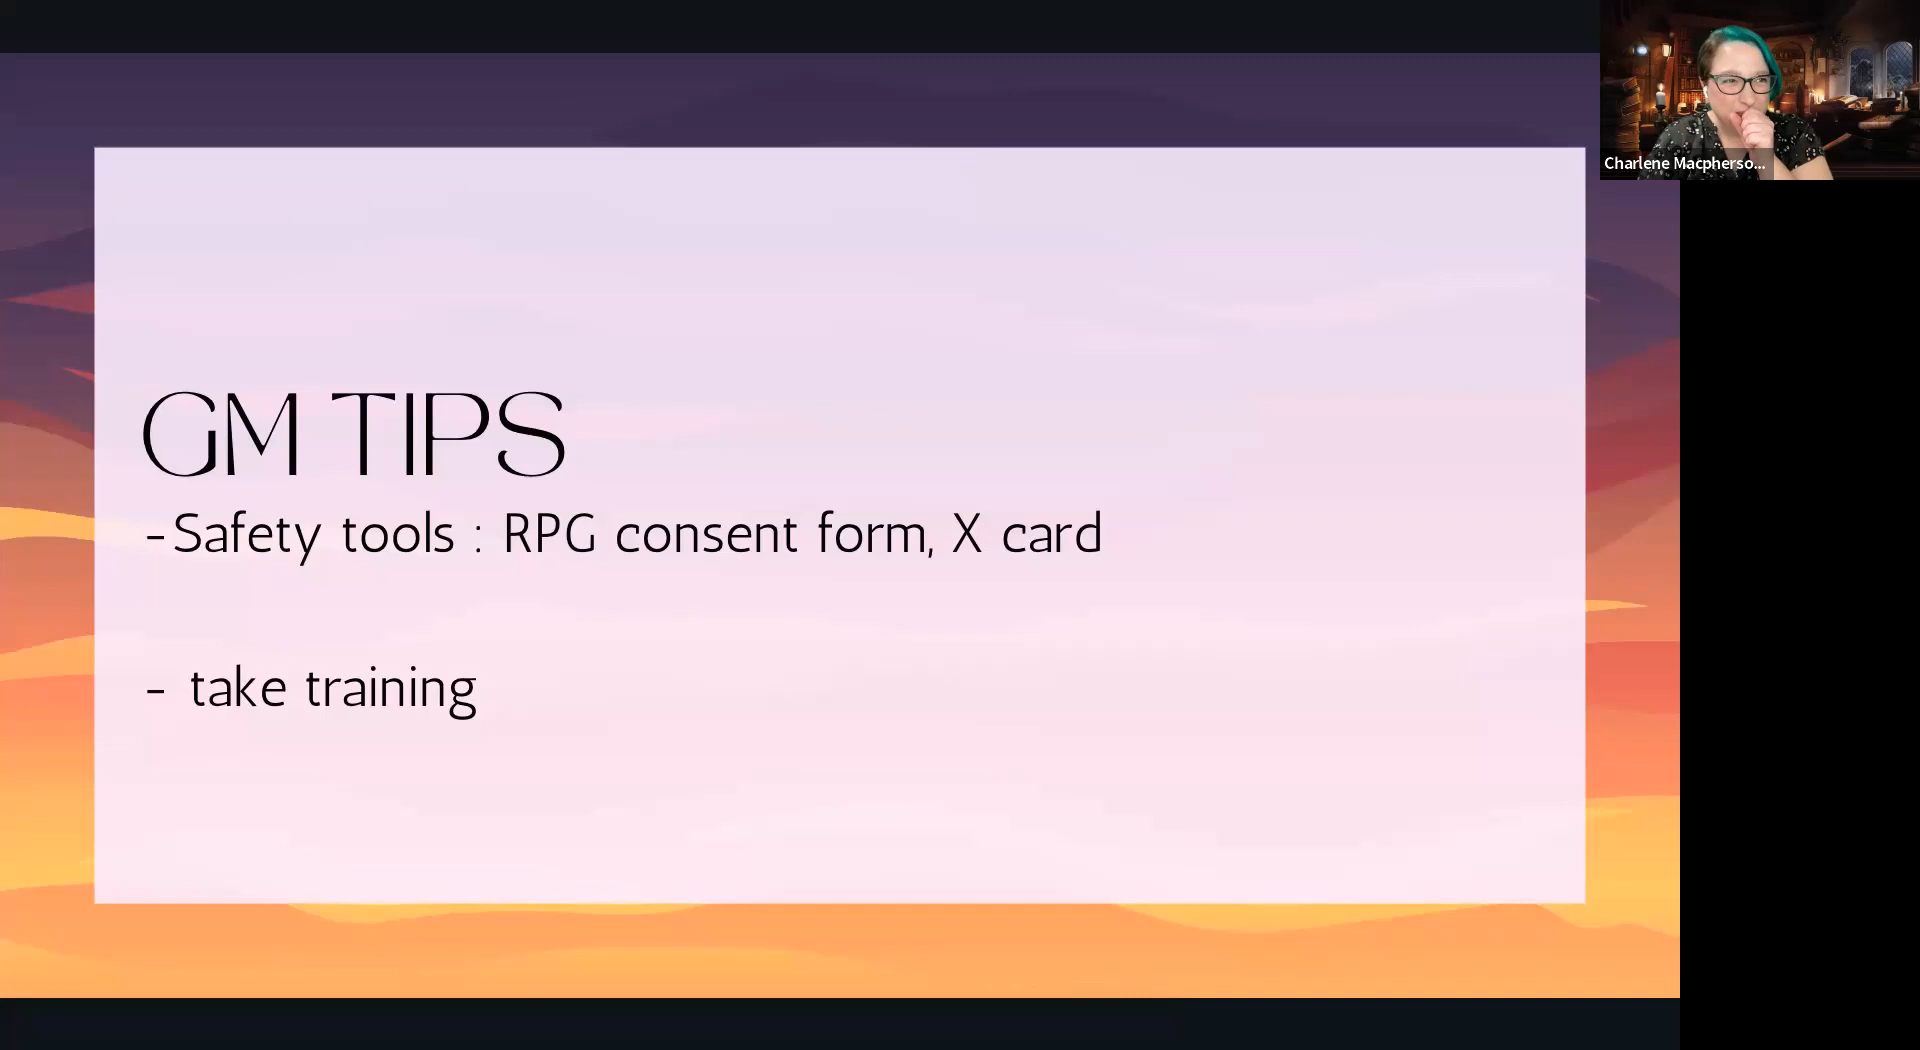 Charlene Macpherso...
GM TIPS
-Safety tools : RPG consent form, X card
- take training